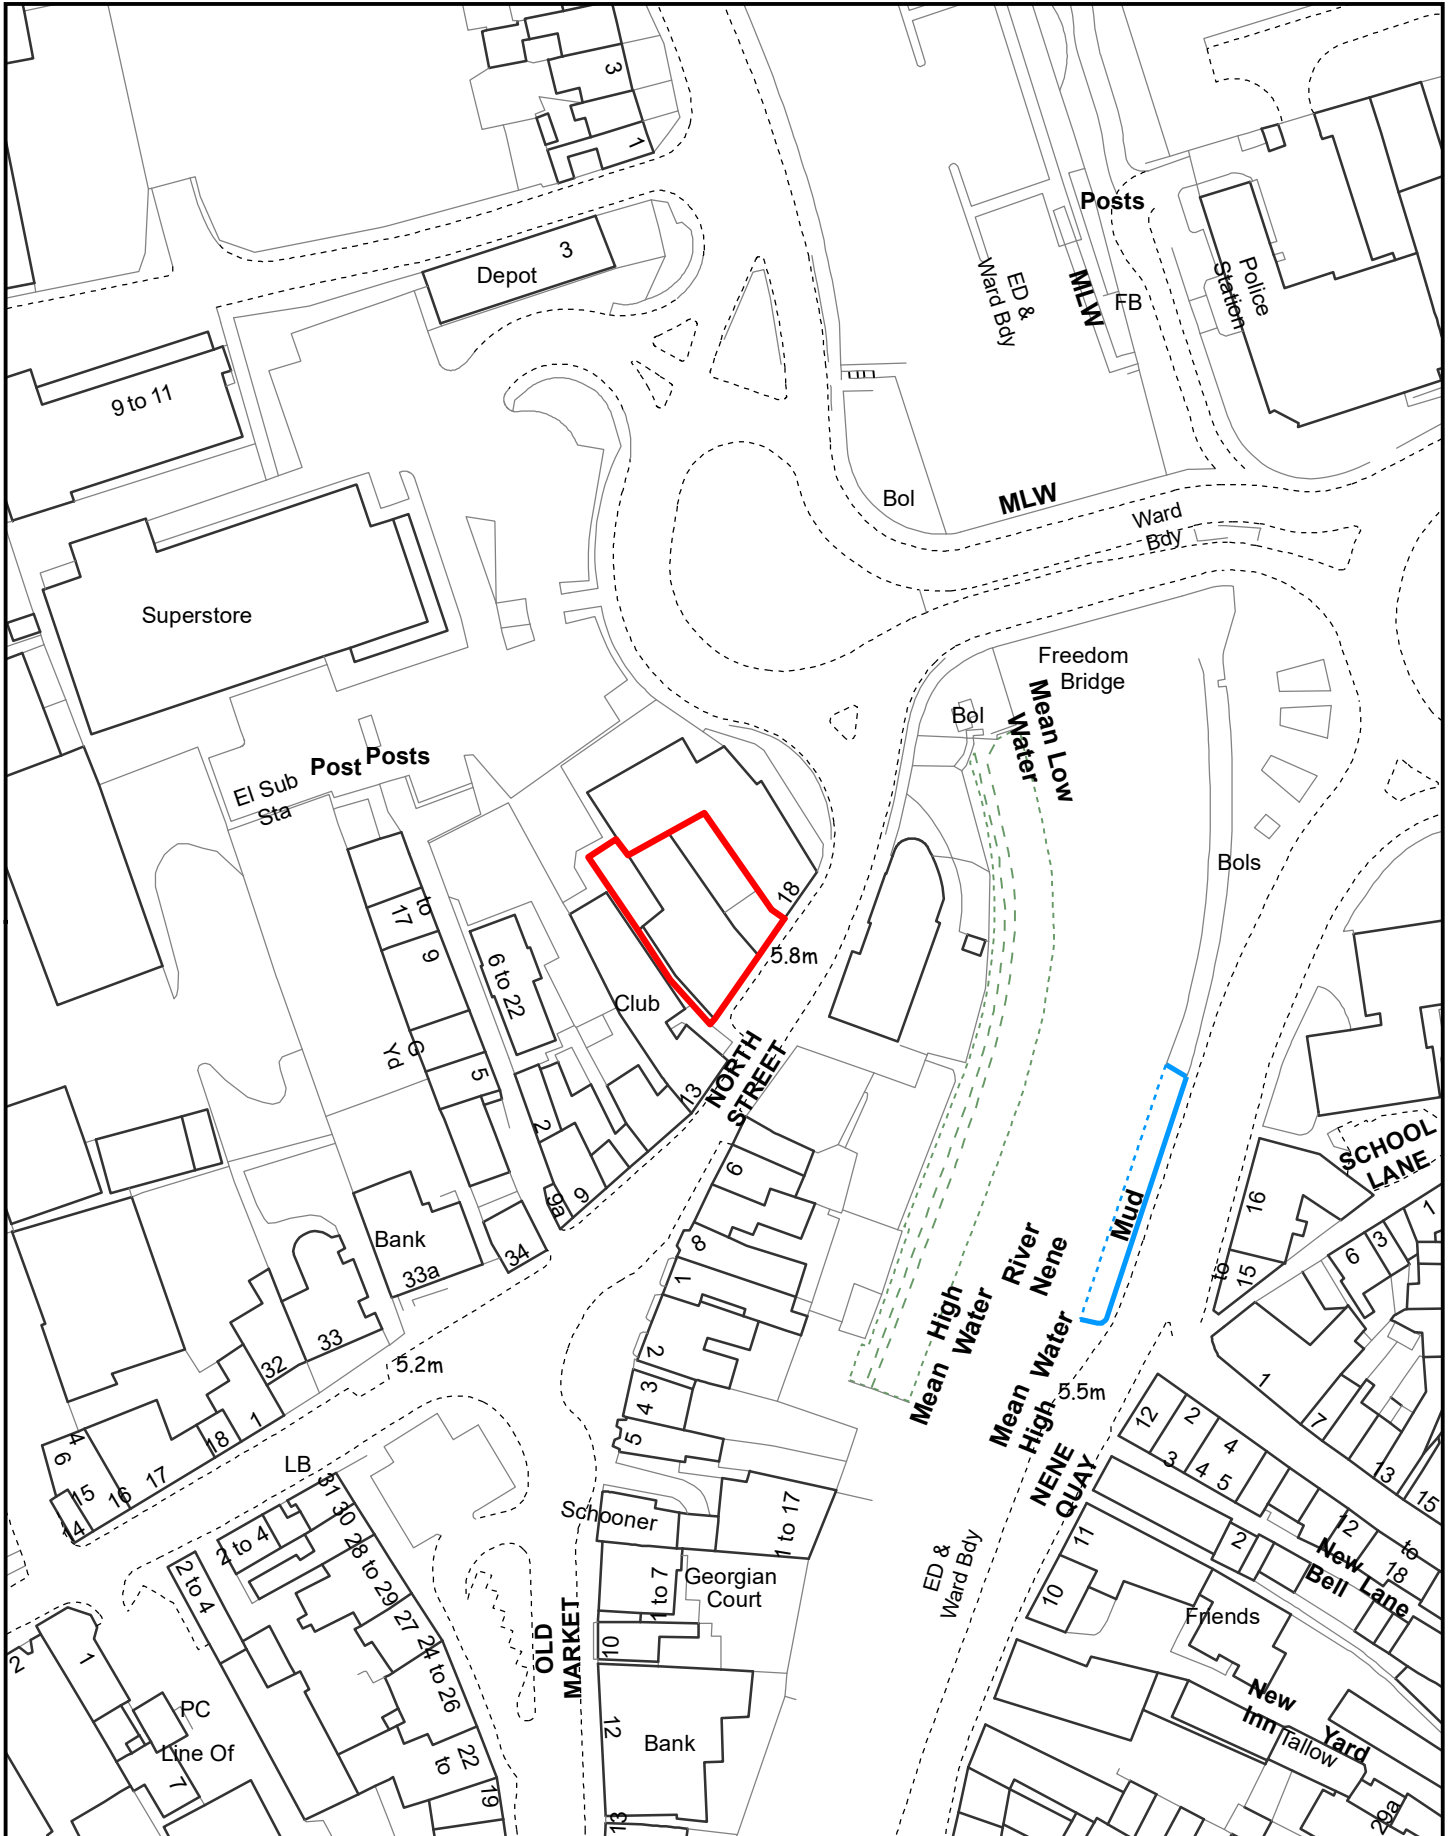 3
1
Posts
3
Depot
ED &
Ward Bdy
MLW
FB
Police
Station
9 to 11
Bol
MLW
Ward
Bdy
Superstore
Freedom
Bridge
Bol
Mean Low
Water
Post
Posts
El Sub
Sta
Bols
18
to
17
9
5.8m
6 to 22
Club
G
Yd
5
NORTH
STREET
13
2
SCHOOL
LANE
6
9
9a
Mud
16
to
15
1
3
6
34
Bank
33a
8
1
River
Nene
33
Mean High
Water
32
2
5.2m
Mean High Water
High
5.5m
3
4
1
1
18
5
12
2
4
7
4
6
15
16
17
14
LB
3
4
5
13
15
NENE
QUAY
31
30
Schooner
1 to 17
2 to 4
28 to 29
11
2
12
to
18
New Lane
Bell
2 to 4
1 to 7
Georgian
Court
ED &
Ward Bdy
10
Friends
27
OLD
MARKET
10
24 to 26
2
1
PC
Line Of
7
12
Bank
New
Inn
Yard
Tallow
22
to
19
13
29a